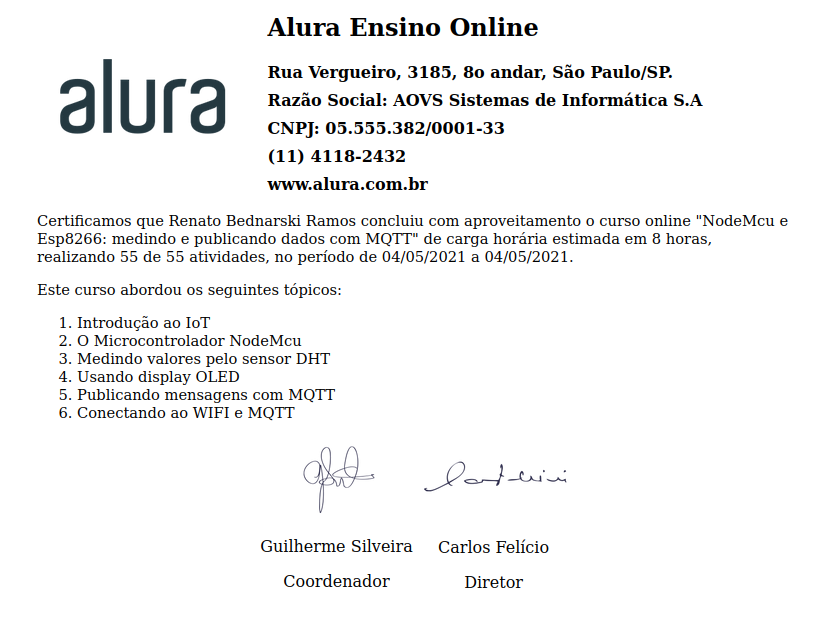 Alura Ensino Online
alura
Rua Vergueiro, 3185, 8o andar, São Paulo/SP.
Razão Social: AOVS Sistemas de Informática S.A
CNPJ: 05.555.382/0001-33
(11) 4118-2432
www.alura.com.br
Certificamos que Renato Bednarski Ramos concluiu com aproveitamento o curso online "NodeMcu e
Esp8266: medindo e publicando dados com MQTT" de carga horária estimada em 8 horas,
realizando 55 de 55 atividades, no período de 04/05/2021 a 04/05/2021.
Este curso abordou os seguintes tópicos:
1. Introdução ao IoT
2. O Microcontrolador NodeMcu
3. Medindo valores pelo sensor DHT
4. Usando display OLED
5. Publicando mensagens com MQTT
6. Conectando ao WIFI e MQTT
Guilherme Silveira
Carlos Felício
Coordenador
Diretor